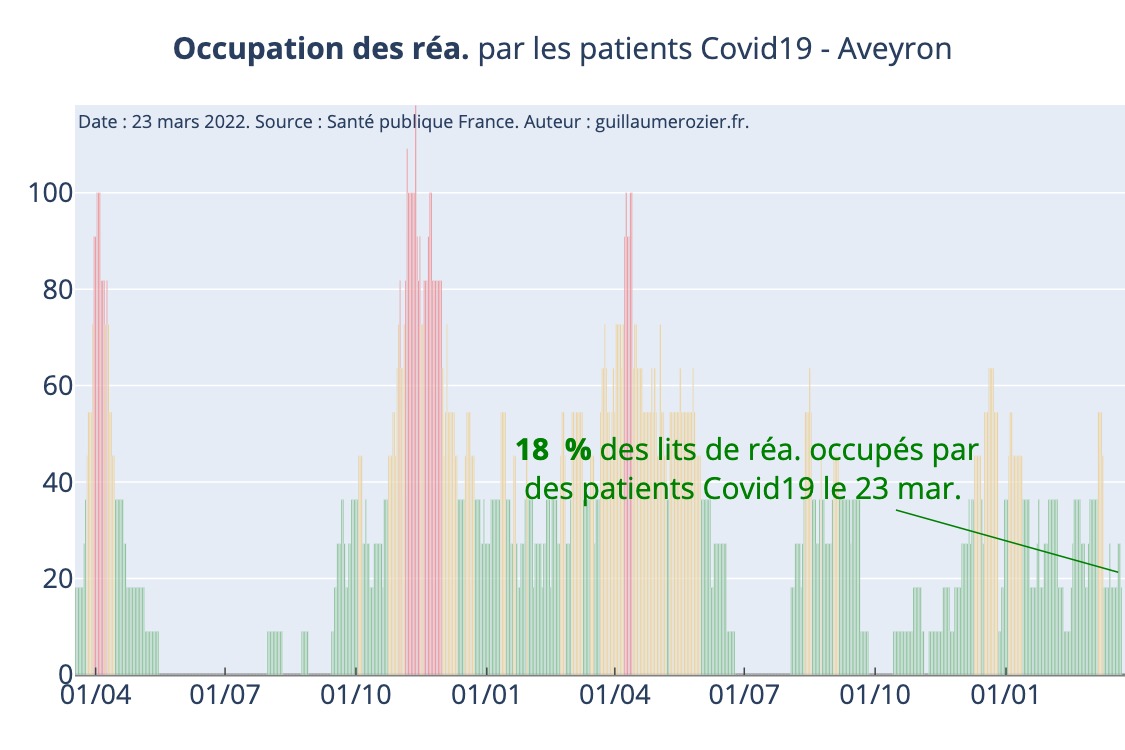 Occupation des réa. par les patients Covid19 - Aveyron
Date : 23 mars 2022. Source : Santé publique France. Auteur : guillaumerozier.fr.
100
80
60
40
20
0
18 % des lits de réa. occupés par
des patients Covid19 le 23 mar.
01/04 01/07 01/10 01/01 01/04 01/07 01/10 01/01